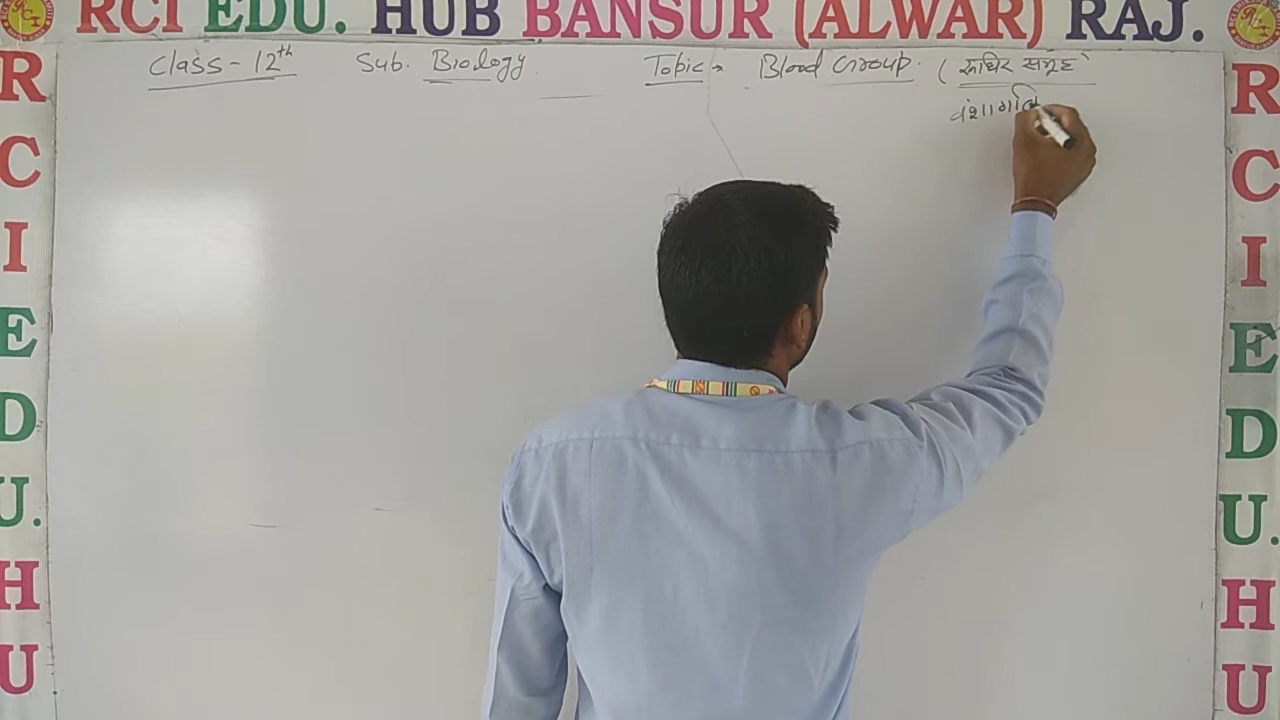 RCI EDU. HUB BANSUR (ALWAR) RAJ.
Class - 12th Sub. Biology Topic → Blood Group. ( रुधिर समूह
वंशागति
R
C
I
E
D
U.
H
U
R
C
I
E
D
U.
H
U